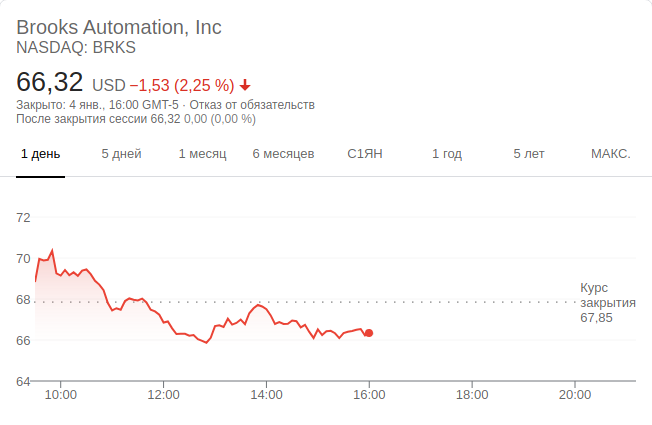 Brooks Automation, Inc
NASDAQ: BRKS
66,32 USD −1,53 (2,25 %)
Закрыто: 4 янв., 16:00 GMT-5 · Отказ от обязательств
После закрытия сессии 66,32 0,00 (0,00 %)
1 день 5 дней 1 месяц 6 месяцев С1ЯН 1 год 5 лет МАКС.
72
70
68
66
64
Курс
закрытия
67,85
10:00 12:00 14:00 16:00 18:00 20:00